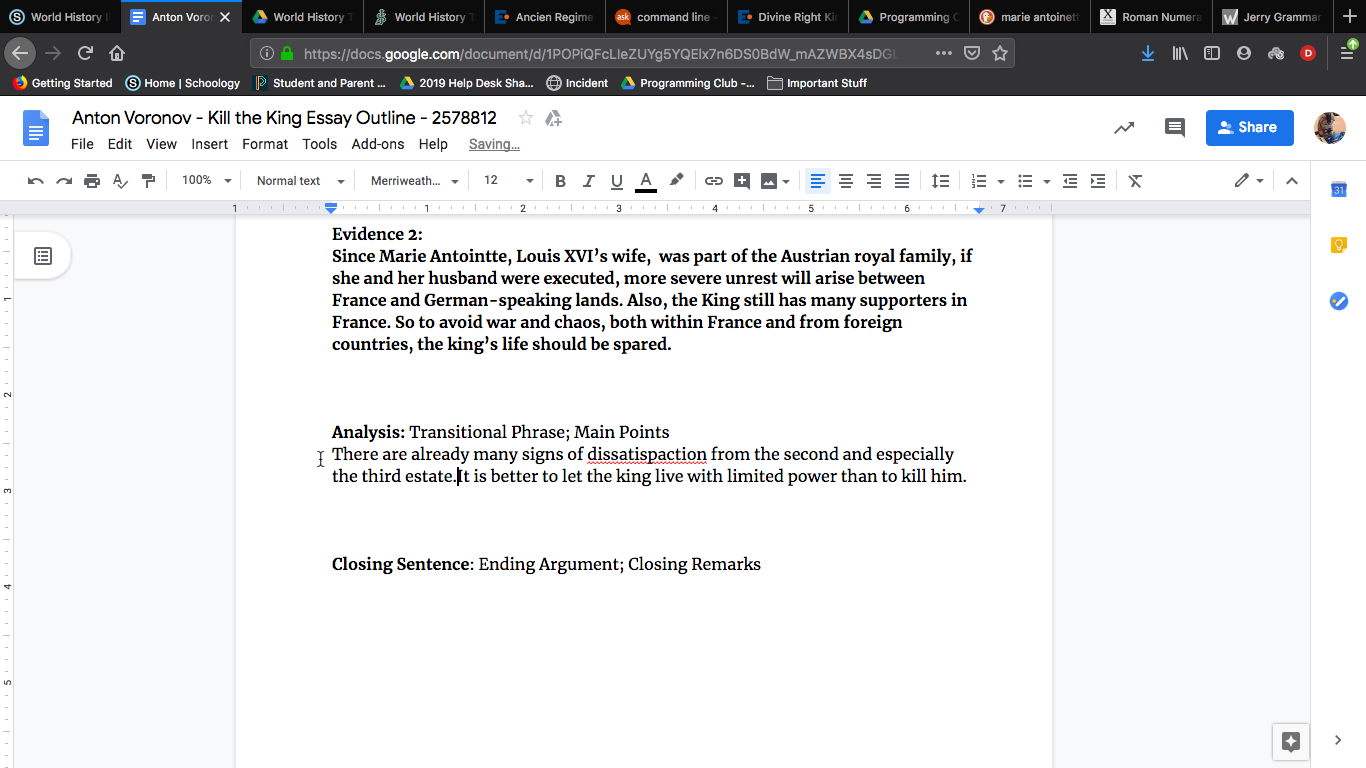 World History I
Anton Voron
World History T
World History T
Ancien Regime
ask command line -
Divine Right Kin
Programming C
marie antoinett
Roman Numera
Jerry Grammar
https://docs.google.com/document/d/1POPiQFcLIeZUYg5YQElx7n6DS0BdW_mAZWBX4sDG
Getting Started
Home | Schoology
Student and Parent ...
2019 Help Desk Sha...
Incident
Programming Club -...
Important Stuff
Anton Voronov - Kill the King Essay Outline - 2578812
File Edit View Insert Format Tools Add-ons Help Saving...
Share
100% Normal text Merriweath... 12 B I U A
1 1 2 3 4 5 6 7
31
Evidence 2:
Since Marie Antointte, Louis XVI’s wife, was part of the Austrian royal family, if
she and her husband were executed, more severe unrest will arise between
France and German-speaking lands. Also, the King still has many supporters in
France. So to avoid war and chaos, both within France and from foreign
countries, the king’s life should be spared.
Analysis: Transitional Phrase; Main Points
There are already many signs of dissatispaction from the second and especially
the third estate.It is better to let the king live with limited power than to kill him.
Closing Sentence: Ending Argument; Closing Remarks
1
2
3
4
5